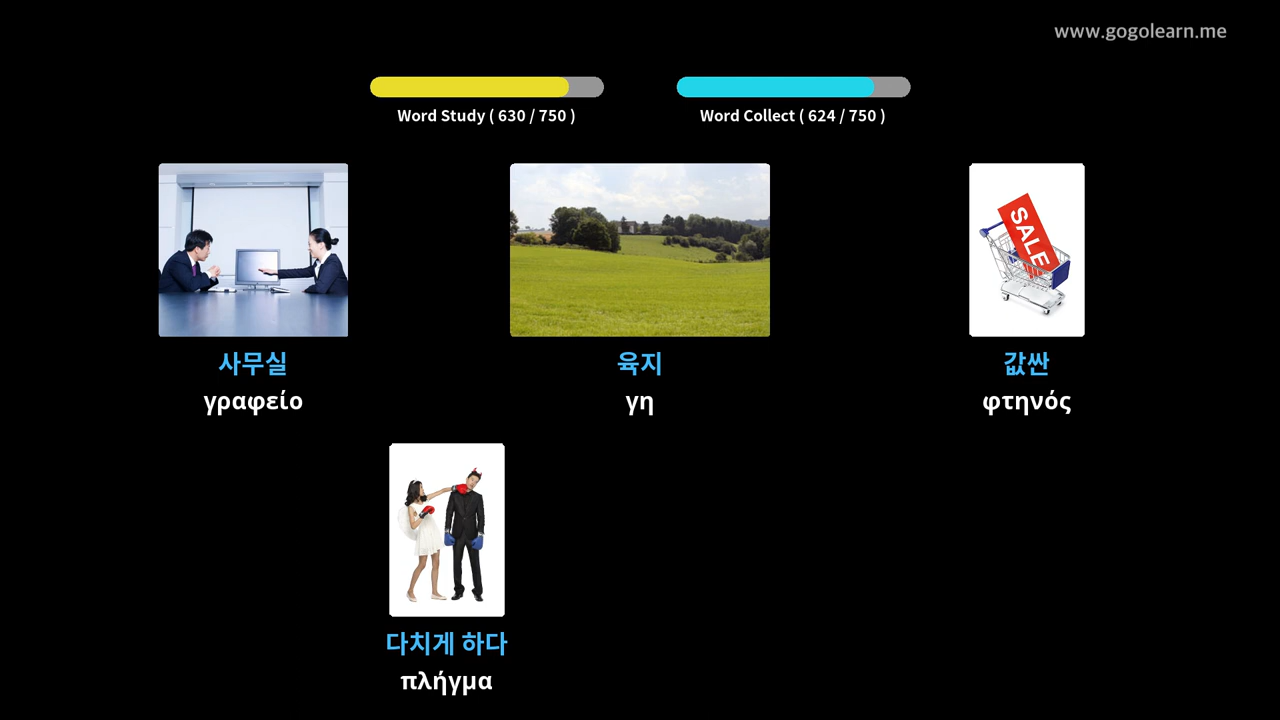 www.gogolearn.me
Word Study ( 630 / 750 )
Word Collect ( 624 / 750 )
SALE
사무실
γραφείο
육지
γη
값싼
φτηνός
다치게 하다
πλήγμα